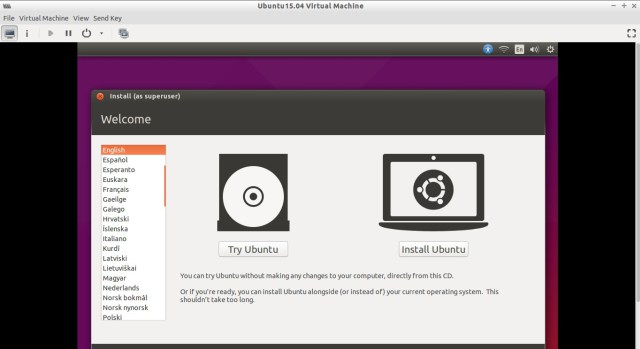 Ubuntu15.04 Virtual Machine
File Virtual Machine View Send Key
En
Install (as superuser)
Welcome
English
Español
Esperanto
Euskara
Français
Gaeilge
Galego
Hrvatski
Íslenska
Italiano
Kurdî
Latviski
Lietuviškai
Magyar
Nederlands
Norsk bokmål
Norsk nynorsk
Polski
Try Ubuntu
Install Ubuntu
You can try Ubuntu without making any changes to your computer, directly from this CD.
Or if you're ready, you can install Ubuntu alongside (or instead of) your current operating system. This
shouldn't take too long.